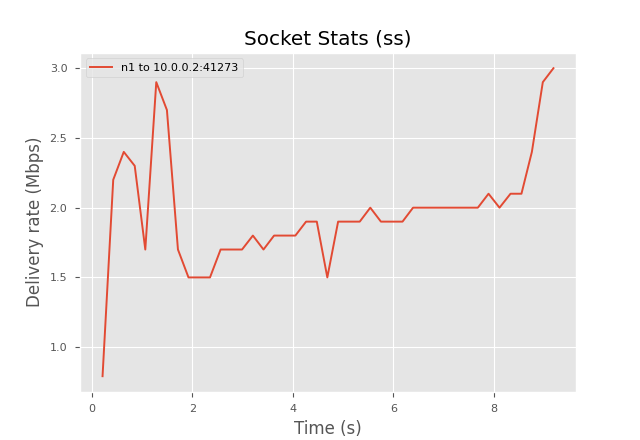 Socket Stats (ss)
n1 to 10.0.0.2:41273
Delivery rate (Mbps)
3.0
2.5
2.0
1.5
1.0
0 2 4 6 8
Time (s)